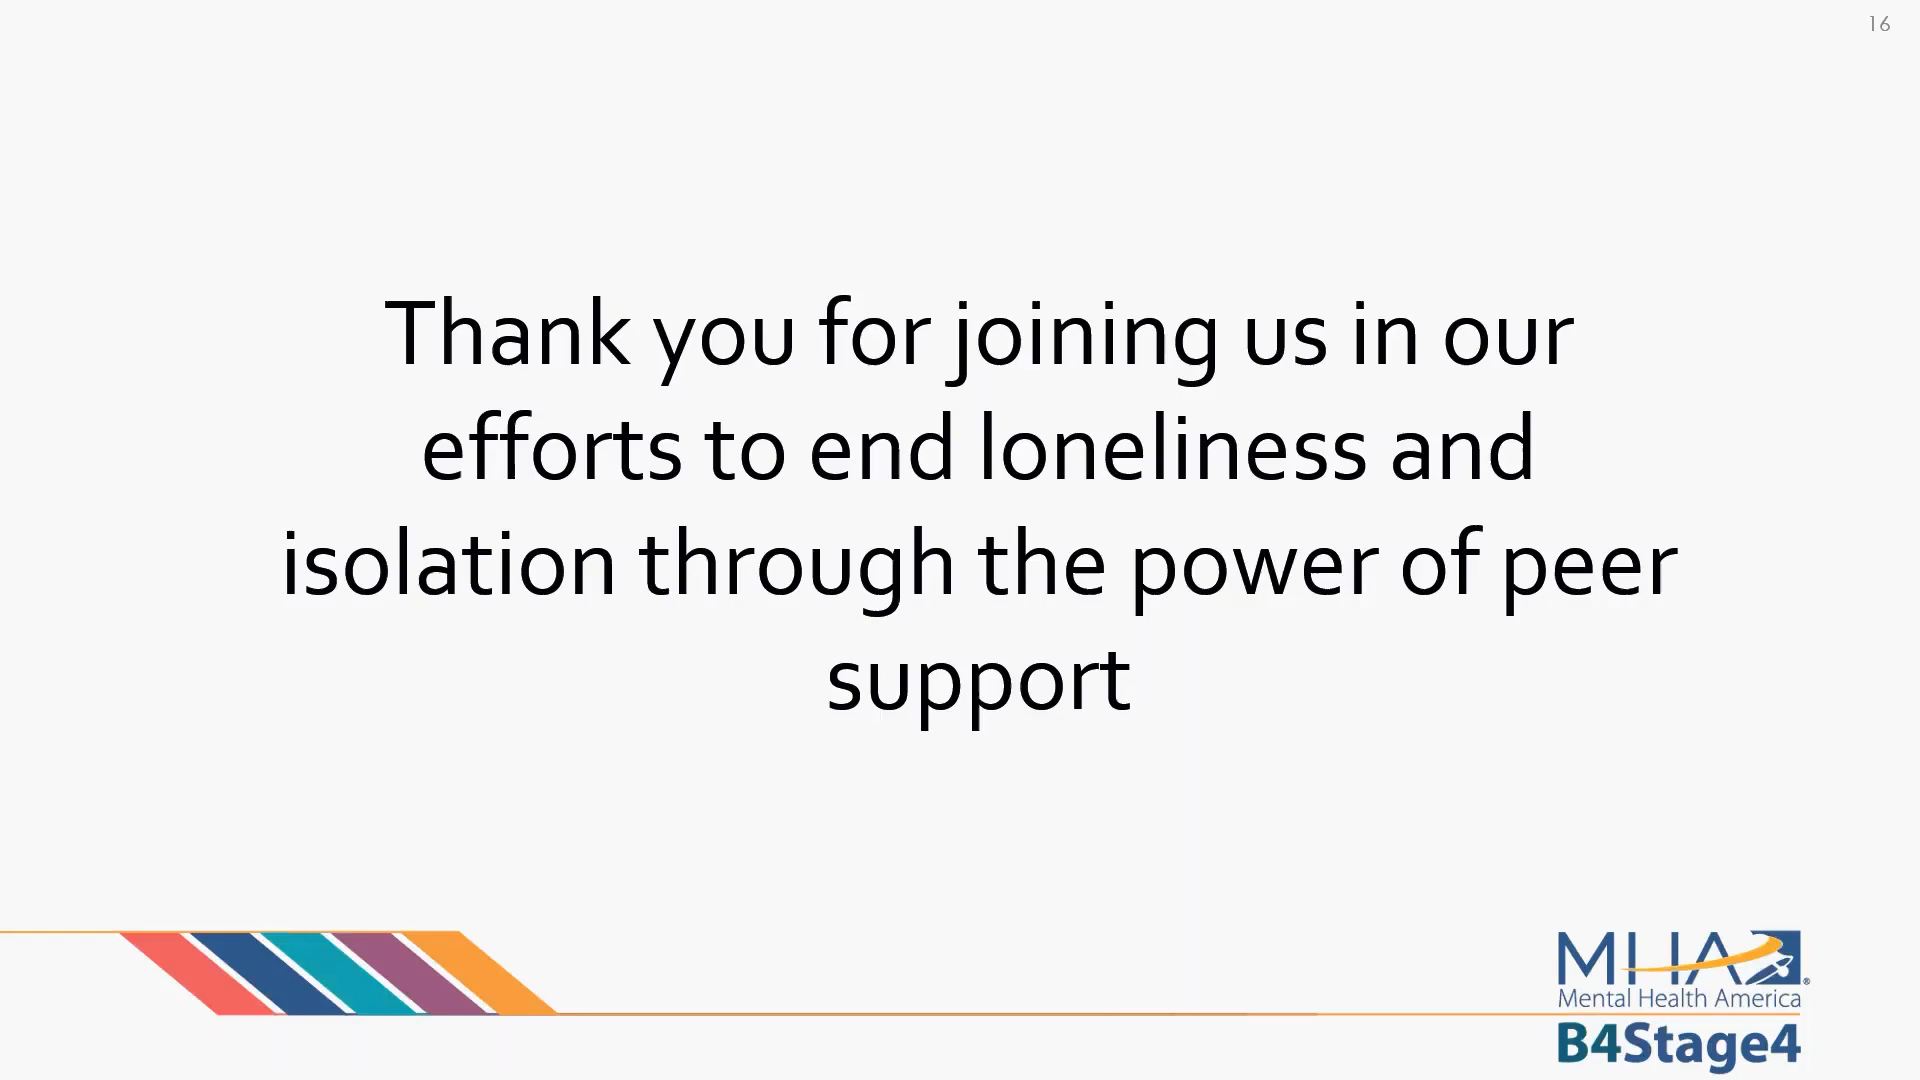 16
Thank you for joining us in our
efforts to end loneliness and
isolation through the power of peer
support
MHA®
Mental Health America
B4Stage4